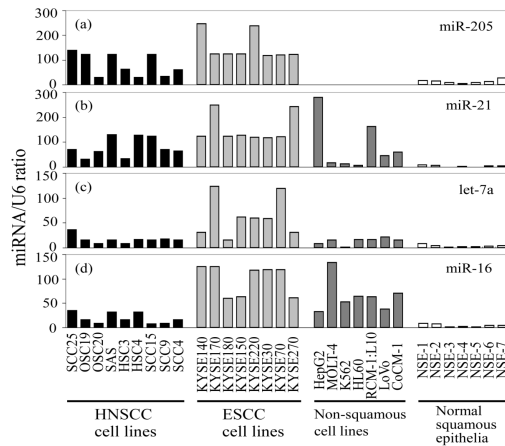 300
(a)
miR-205
200
100
0
300
(b)
miR-21
200
100
0
150
(c)
let-7a
100
50
0
150
(d)
miR-16
100
50
0
miRNA/U6 ratio
SCC25
OSC19
OSC20
SAS
HSC3
HSC4
SCC15
SCC9
SCC4
KYSE140
KYSE170
KYSE180
KYSE150
KYSE220
KYSE30
KYSE70
KYSE270
HepG2
MOLT-4
K562
HL60
RCM-1:L10
LoVo
CoCM-1
NSE-1
NSE-2
NSE-3
NSE-4
NSE-5
NSE-6
NSE-7
HNSCC
cell lines
ESCC
cell lines
Non-squamous
cell lines
Normal
squamous
epithelia